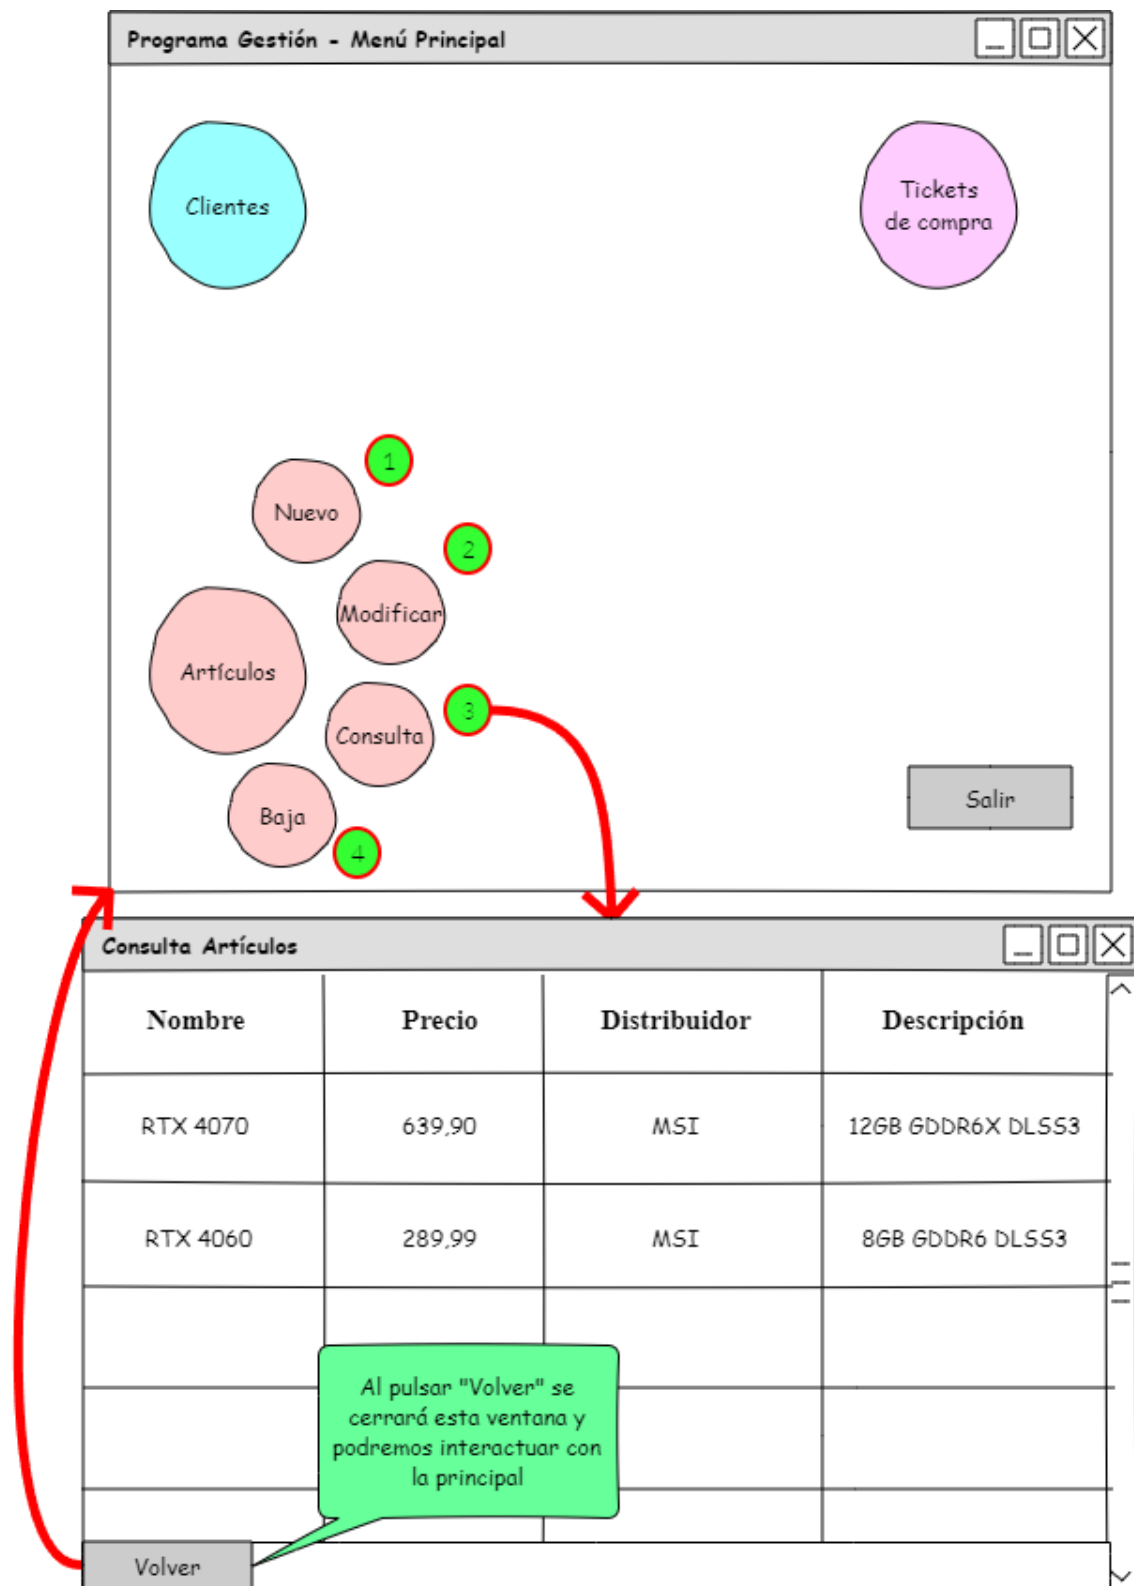 Programa Gestión - Menú Principal
Clientes
Tickets
de compra
1
Nuevo
2
Modificar
Artículos
3
Consulta
Salir
Baja
4
Consulta Artículos
Nombre Precio Distribuidor Descripción
RTX 4070 639,90 MSI 12GB GDDR6X DLSS3
RTX 4060 289,99 MSI 8GB GDDR6 DLSS3
Al pulsar "Volver" se
cerrará esta ventana y
podremos interactuar con
la principal
Volver